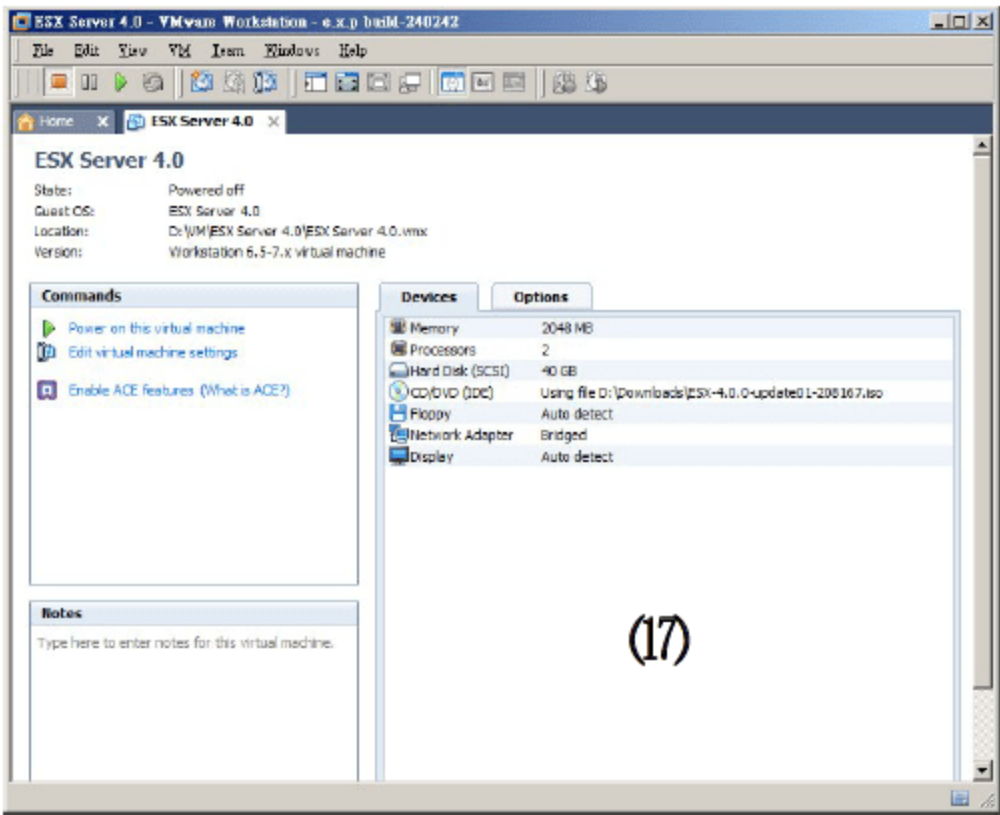 ESX Server 4.0 - VMware Workstation - e.x.p build-240242
File Edit View VM Team Windows Help
Home ESX Server 4.0
ESX Server 4.0
State: Powered off
Guest OS: ESX Server 4.0
Location: D:\VM\ESX Server 4.0\ESX Server 4.0.vmx
Version: Workstation 6.5-7.x virtual machine
Commands
Power on this virtual machine
Edit virtual machine settings
Enable ACE features (What is ACE?)
Devices Options
Memory 2048 MB
Processors 2
Hard Disk (SCSI) 40 GB
CD/DVD (IDE) Using file D:\Downloads\ESX-4.0.0-update01-208167.iso
Floppy Auto detect
Network Adapter Bridged
Display Auto detect
Notes
Type here to enter notes for this virtual machine.
(17)